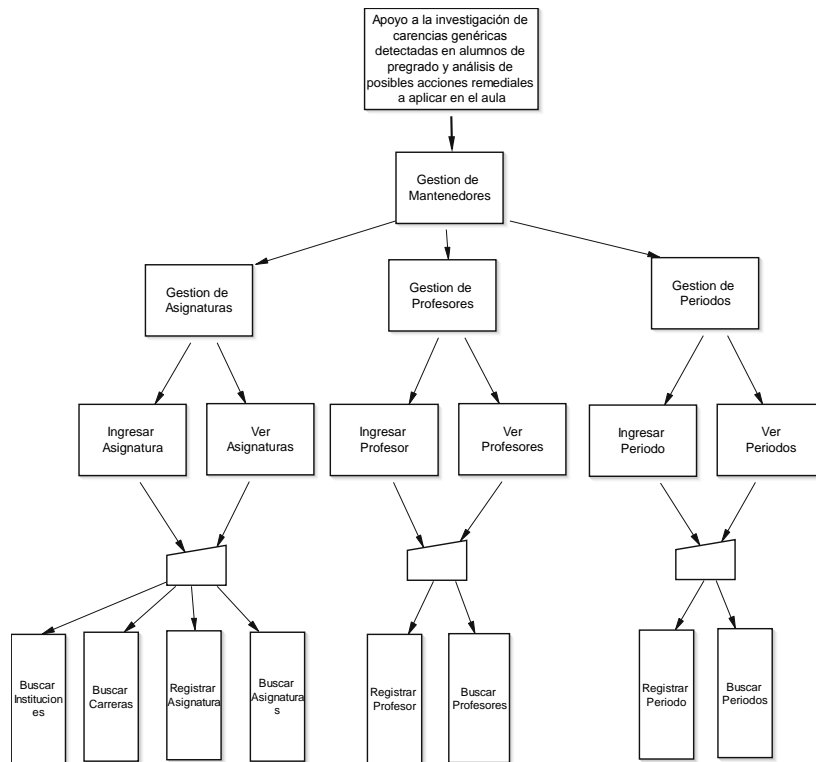 Apoyo a la investigación de
carencias genéricas
detectadas en alumnos de
pregrado y análisis de
posibles acciones remediales
a aplicar en el aula
Gestion de
Mantenedores
Gestion de
Asignaturas
Gestion de
Profesores
Gestion de
Periodos
Ingresar
Asignatura
Ver
Asignaturas
Ingresar
Profesor
Ver
Profesores
Ingresar
Periodo
Ver
Periodos
Buscar
Institucion
es
Buscar
Carreras
Registrar
Asignatura
Buscar
Asignatura
s
Registrar
Profesor
Buscar
Profesores
Registrar
Periodo
Buscar
Periodos